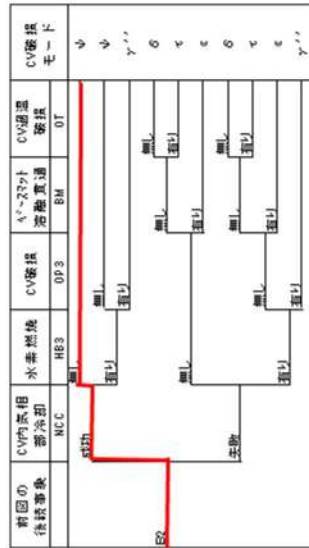 前図の
後続事象
CV内気相
部冷却
水素燃焼
CV破損
ベースマット
溶融貫通
CV過温
破損
CV破損
モード
NCC
HB3
OP3
BM
OT
成功
失敗
無し
有り
無し
有り
無し
有り
無し
有り
無し
有り
無し
有り
無し
有り
無し
有り
ψ
ψ
γ'''
δ
τ
ε
δ
τ
ε
γ'''